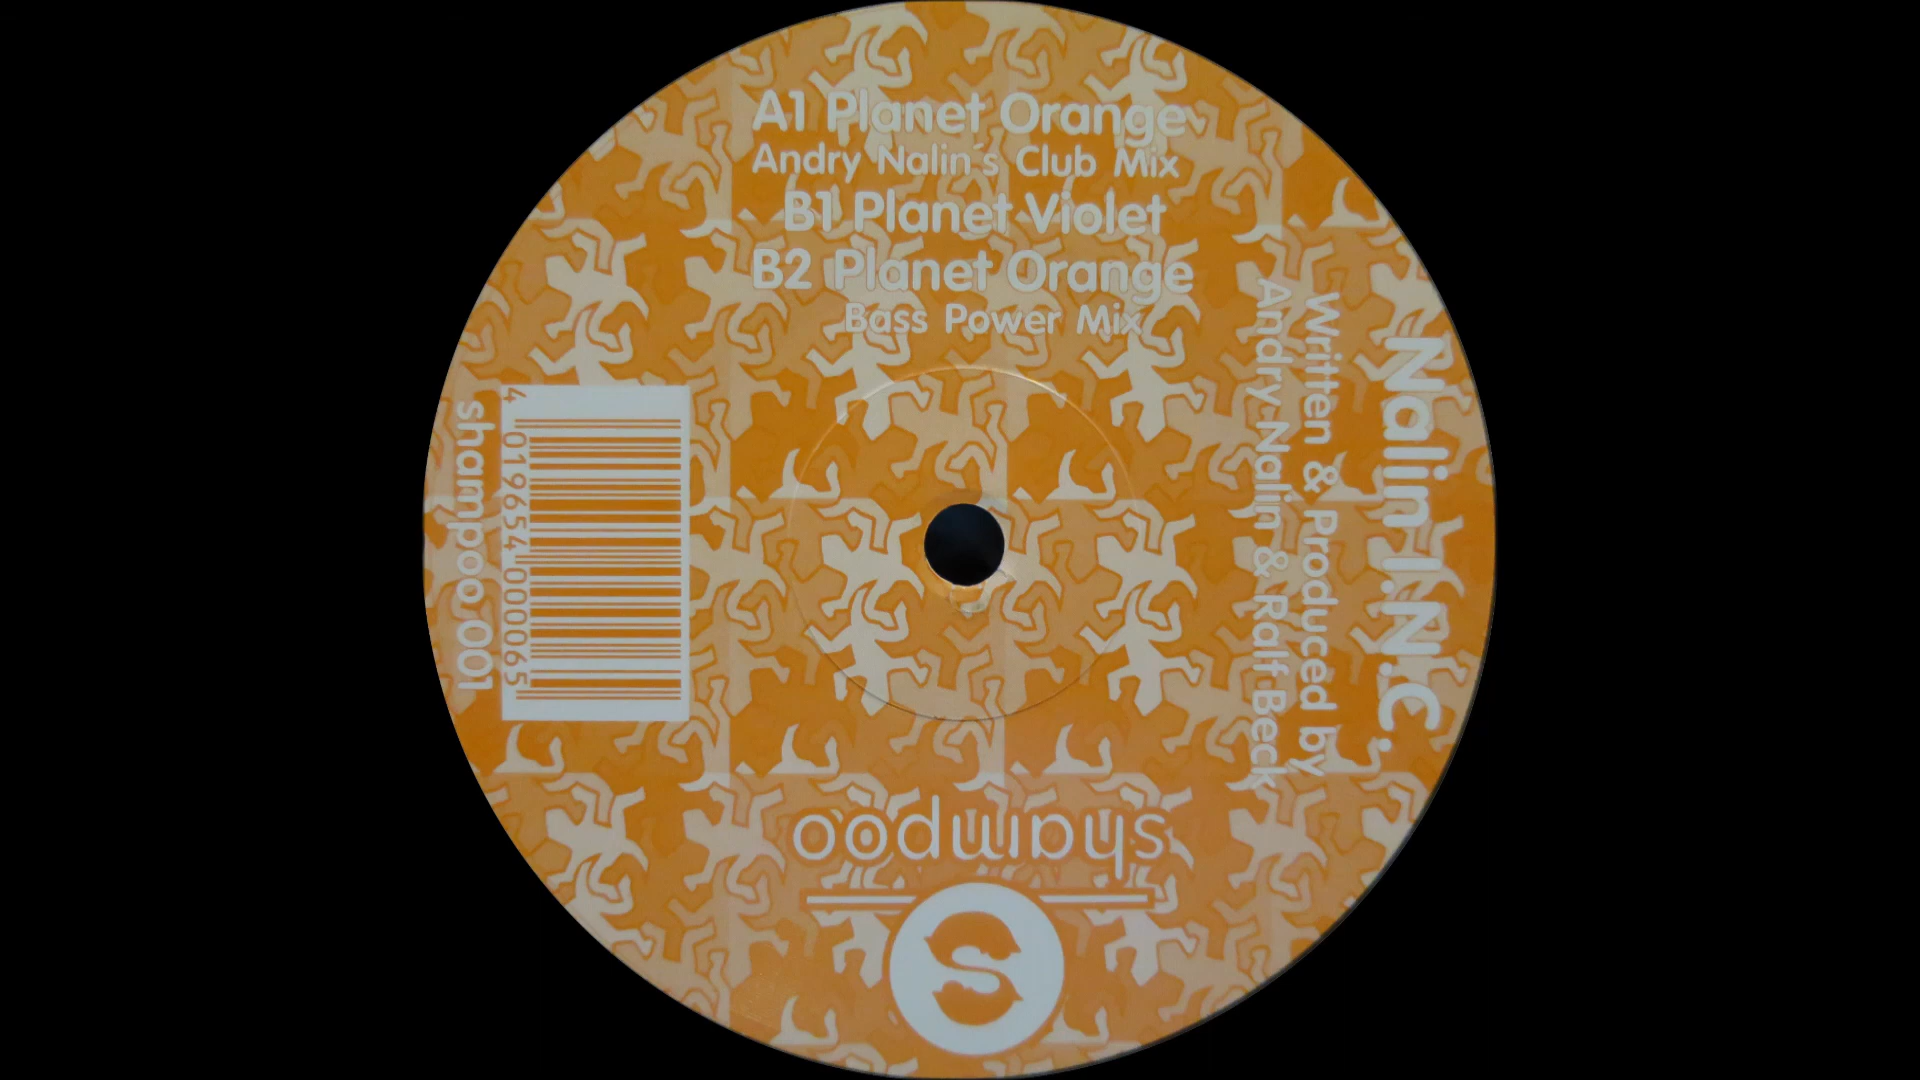 A1 Planet Orange
Andry Nalin´s Club Mix
B1 Planet Violet
B2 Planet Orange
Bass Power Mix
Nalin I.N.C.
Written & Produced by
Andry Nalin & Ralf Beck
shampoo
S
4 019654 000065
shampoo 001